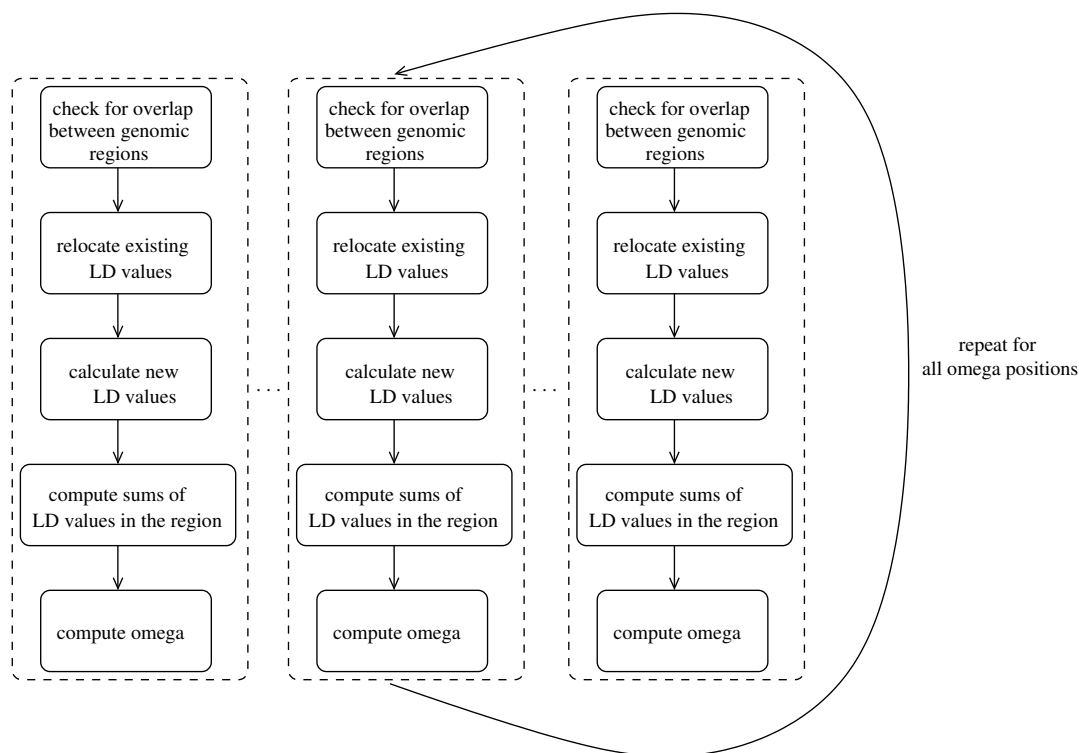 check for overlap
between genomic
regions
relocate existing
LD values
calculate new
LD values
compute sums of
LD values in the region
compute omega
. . .
check for overlap
between genomic
regions
relocate existing
LD values
calculate new
LD values
compute sums of
LD values in the region
compute omega
. . .
check for overlap
between genomic
regions
relocate existing
LD values
calculate new
LD values
compute sums of
LD values in the region
compute omega
repeat for
all omega positions